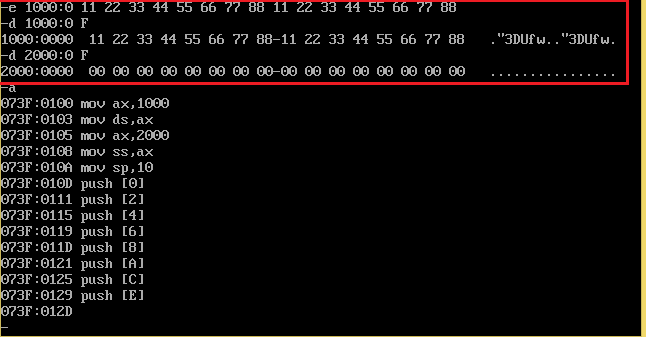 -e 1000:0 11 22 33 44 55 66 77 88 11 22 33 44 55 66 77 88
-d 1000:0 F
1000:0000  11 22 33 44 55 66 77 88-11 22 33 44 55 66 77 88   ."3DUfw.."3DUfw.
-d 2000:0 F
2000:0000  00 00 00 00 00 00 00 00-00 00 00 00 00 00 00 00   ................
-a
073F:0100 mov ax,1000
073F:0103 mov ds,ax
073F:0105 mov ax,2000
073F:0108 mov ss,ax
073F:010A mov sp,10
073F:010D push [0]
073F:0111 push [2]
073F:0115 push [4]
073F:0119 push [6]
073F:011D push [8]
073F:0121 push [A]
073F:0125 push [C]
073F:0129 push [E]
073F:012D
-